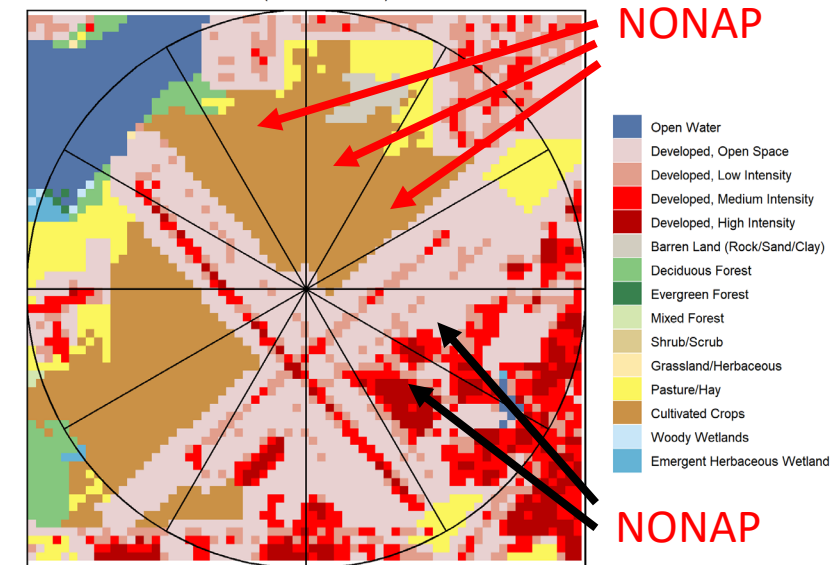 NONAP
Open Water
Developed, Open Space
Developed, Low Intensity
Developed, Medium Intensity
Developed, High Intensity
Barren Land (Rock/Sand/Clay)
Deciduous Forest
Evergreen Forest
Mixed Forest
Shrub/Scrub
Grassland/Herbaceous
Pasture/Hay
Cultivated Crops
Woody Wetlands
Emergent Herbaceous Wetland
NONAP